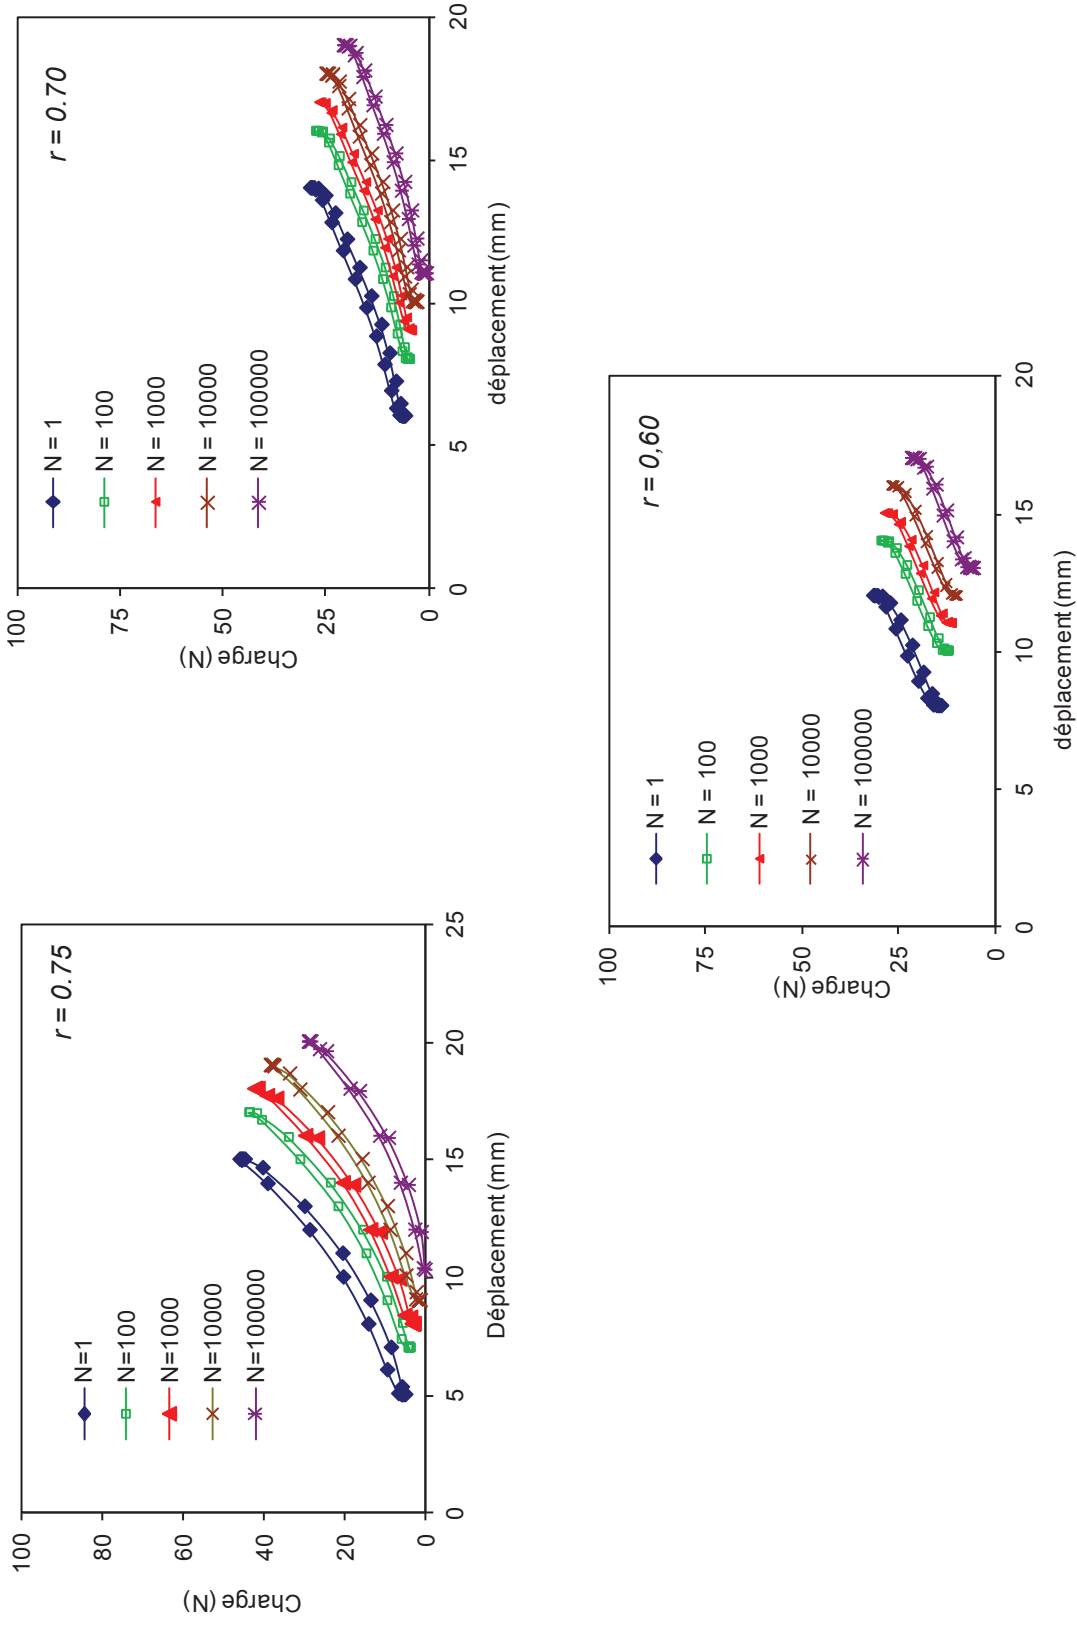 r = 0.75
100
80
60
40
20
0
Charge (N)
0
5
10
15
20
25
Déplacement (mm)
N=1
N=100
N=1000
N=100000
N=100000
r = 0.70
100
75
50
25
0
Charge (N)
0
5
10
15
20
déplacement (mm)
N = 1
N = 100
N = 1000
N = 10000
N = 100000
r = 0,60
100
75
50
25
0
Charge (N)
0
5
10
15
20
déplacement (mm)
N = 1
N = 100
N = 1000
N = 10000
N = 100000